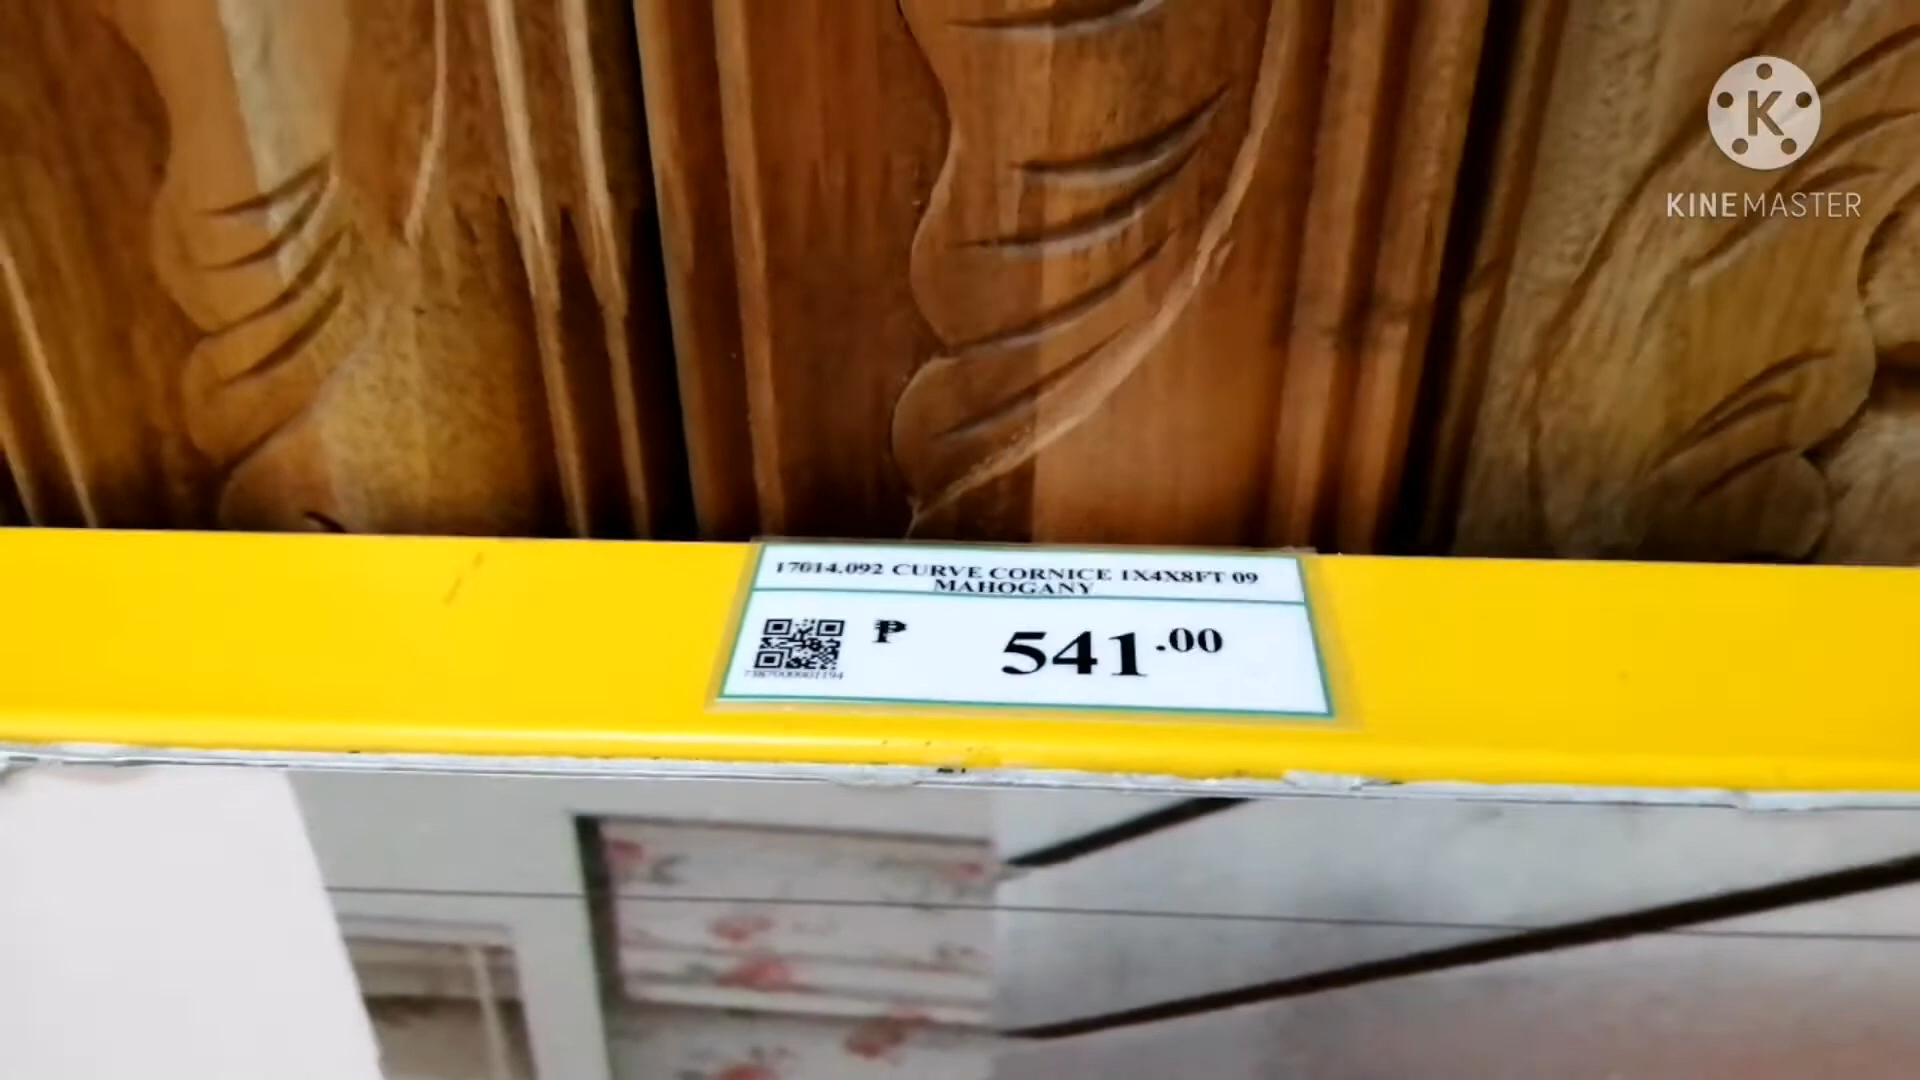 K
KINEMASTER
17014.092 CURVE CORNICE 1X4X8FT 09
MAHOGANY
₱ 541.00